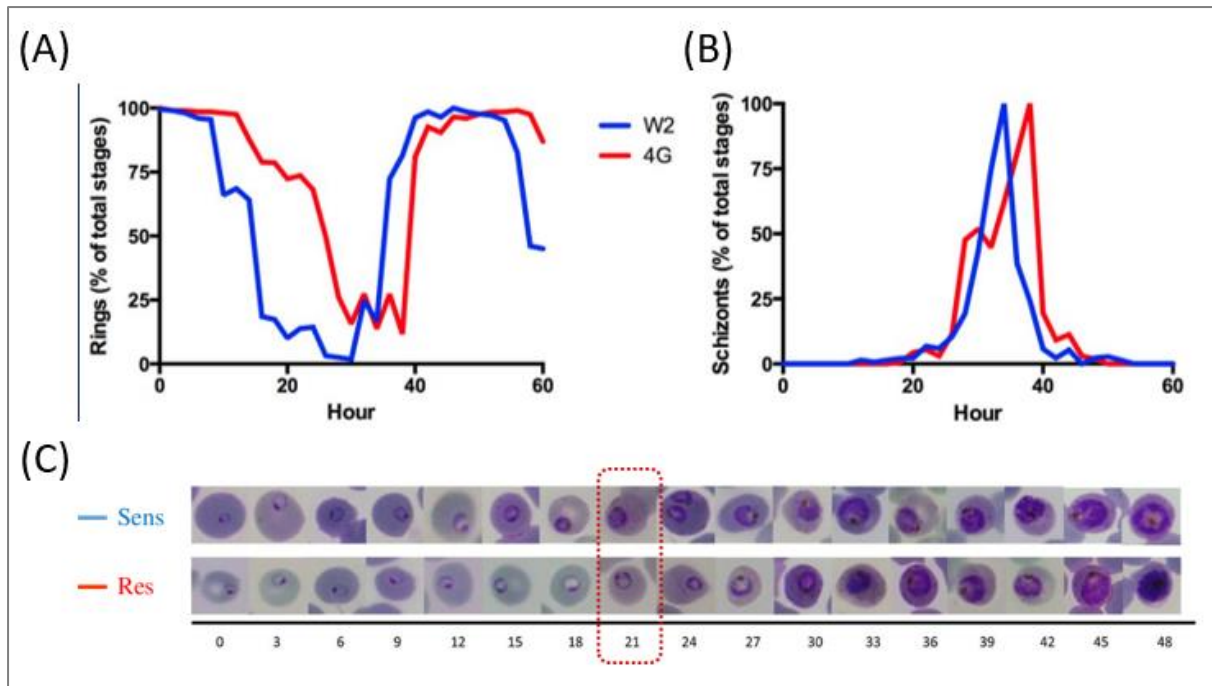 (A)
(B)
Rings (% of total stages)
100
75
50
25
0
0 20 40 60
Hour
W2
4G
Schizonts (% of total stages)
100
75
50
25
0
0 20 40 60
Hour
(C)
Sens
Res
0 3 6 9 12 15 18 21 24 27 30 33 36 39 42 45 48